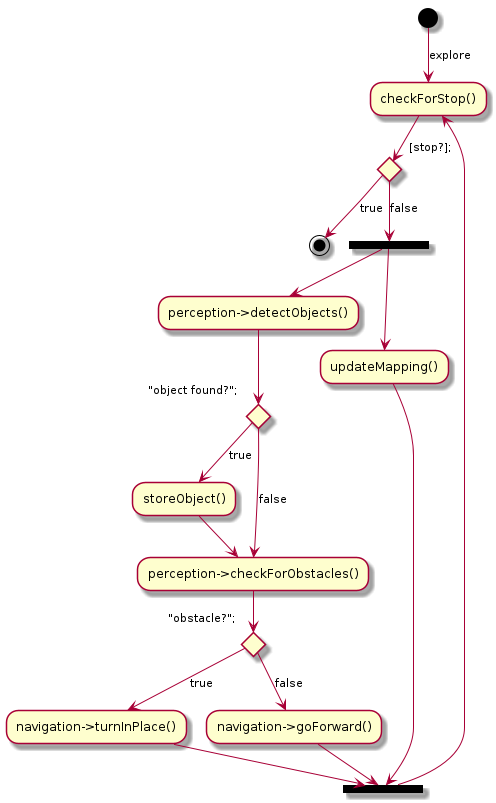 explore
checkForStop()
[stop?];
true
false
perception->detectObjects()
updateMapping()
"object found?";
true
storeObject()
false
perception->checkForObstacles()
"obstacle?";
true
false
navigation->turnInPlace()
navigation->goForward()